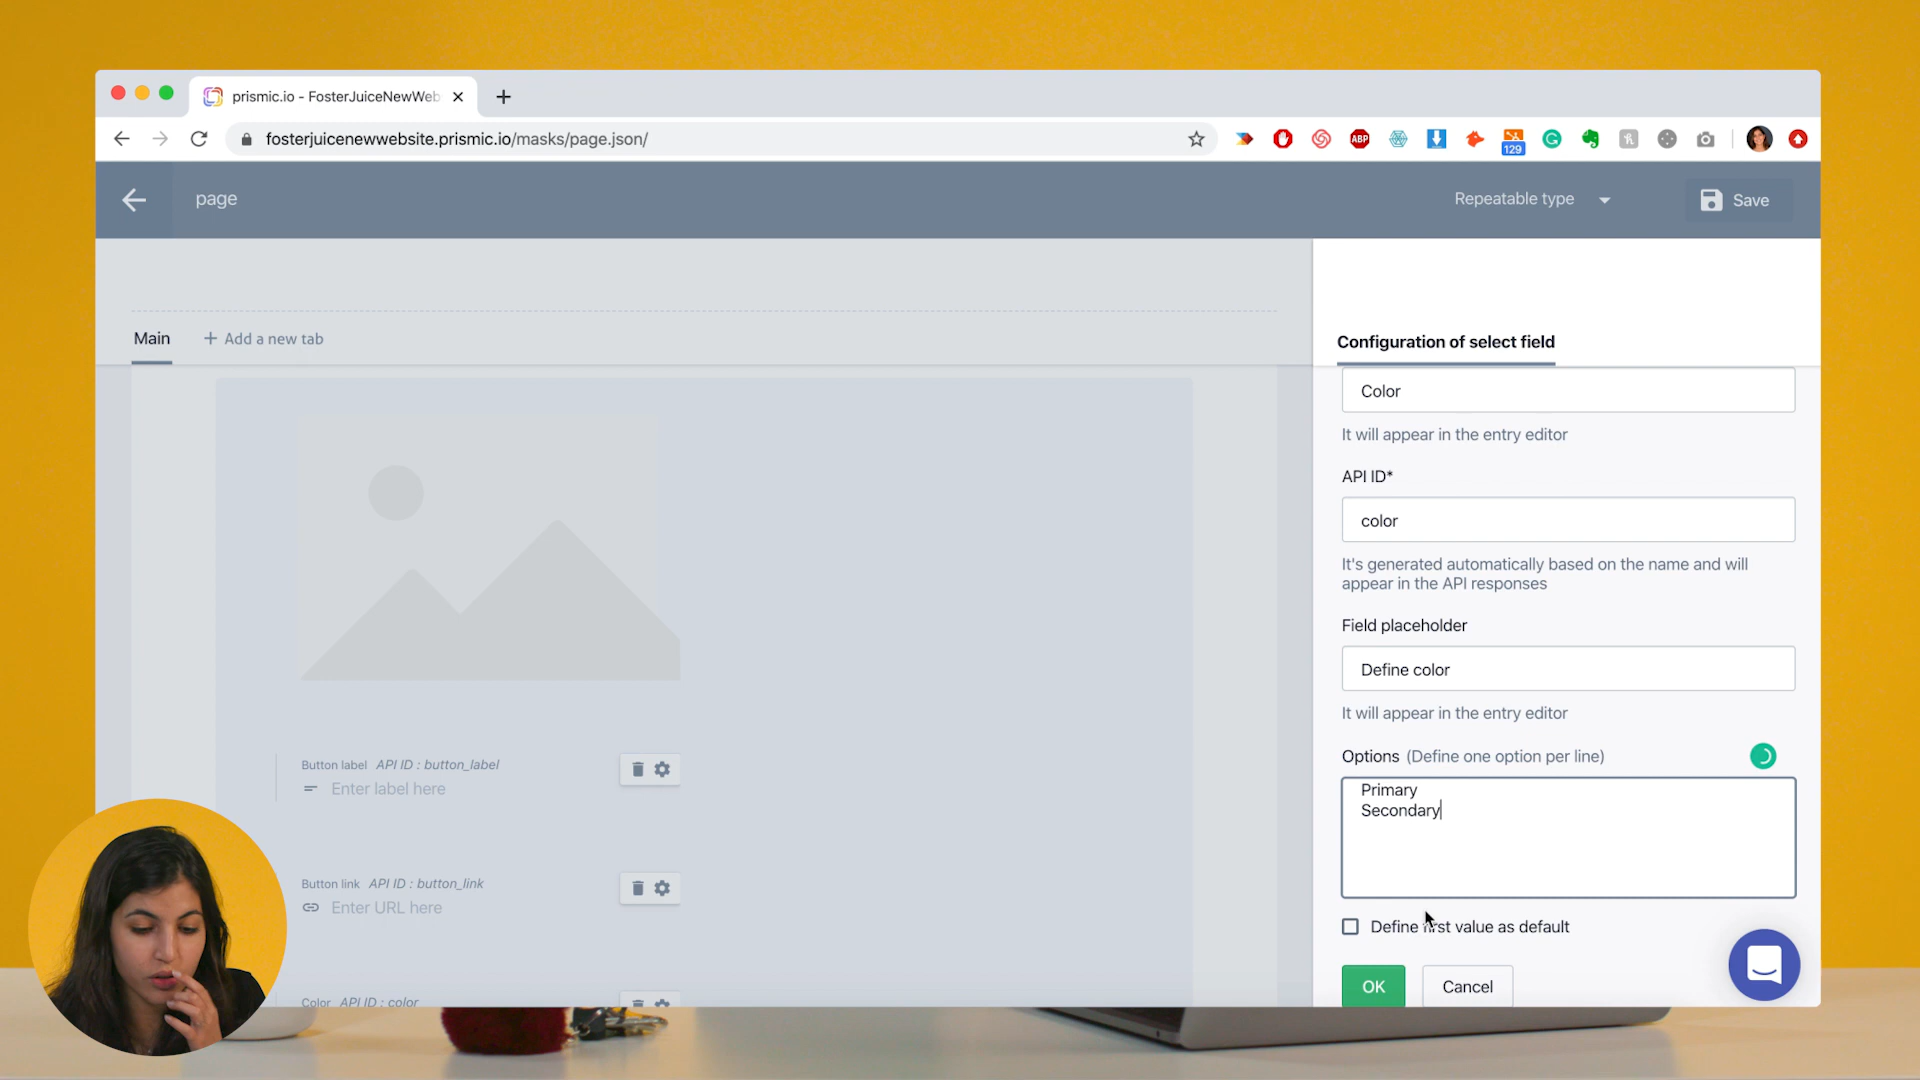 prismic.io - FosterJuiceNewWeb
fosterjuicenewwebsite.prismic.io/masks/page.json/
ABP
129
page
Repeatable type
Save
Main
+ Add a new tab
Configuration of select field
Color
It will appear in the entry editor
API ID*
color
It's generated automatically based on the name and will
appear in the API responses
Field placeholder
Define color
It will appear in the entry editor
Options (Define one option per line)
Primary
Secondary
Define first value as default
OK
Cancel
Button label API ID : button_label
Enter label here
Button link API ID : button_link
Enter URL here
Color API ID : color